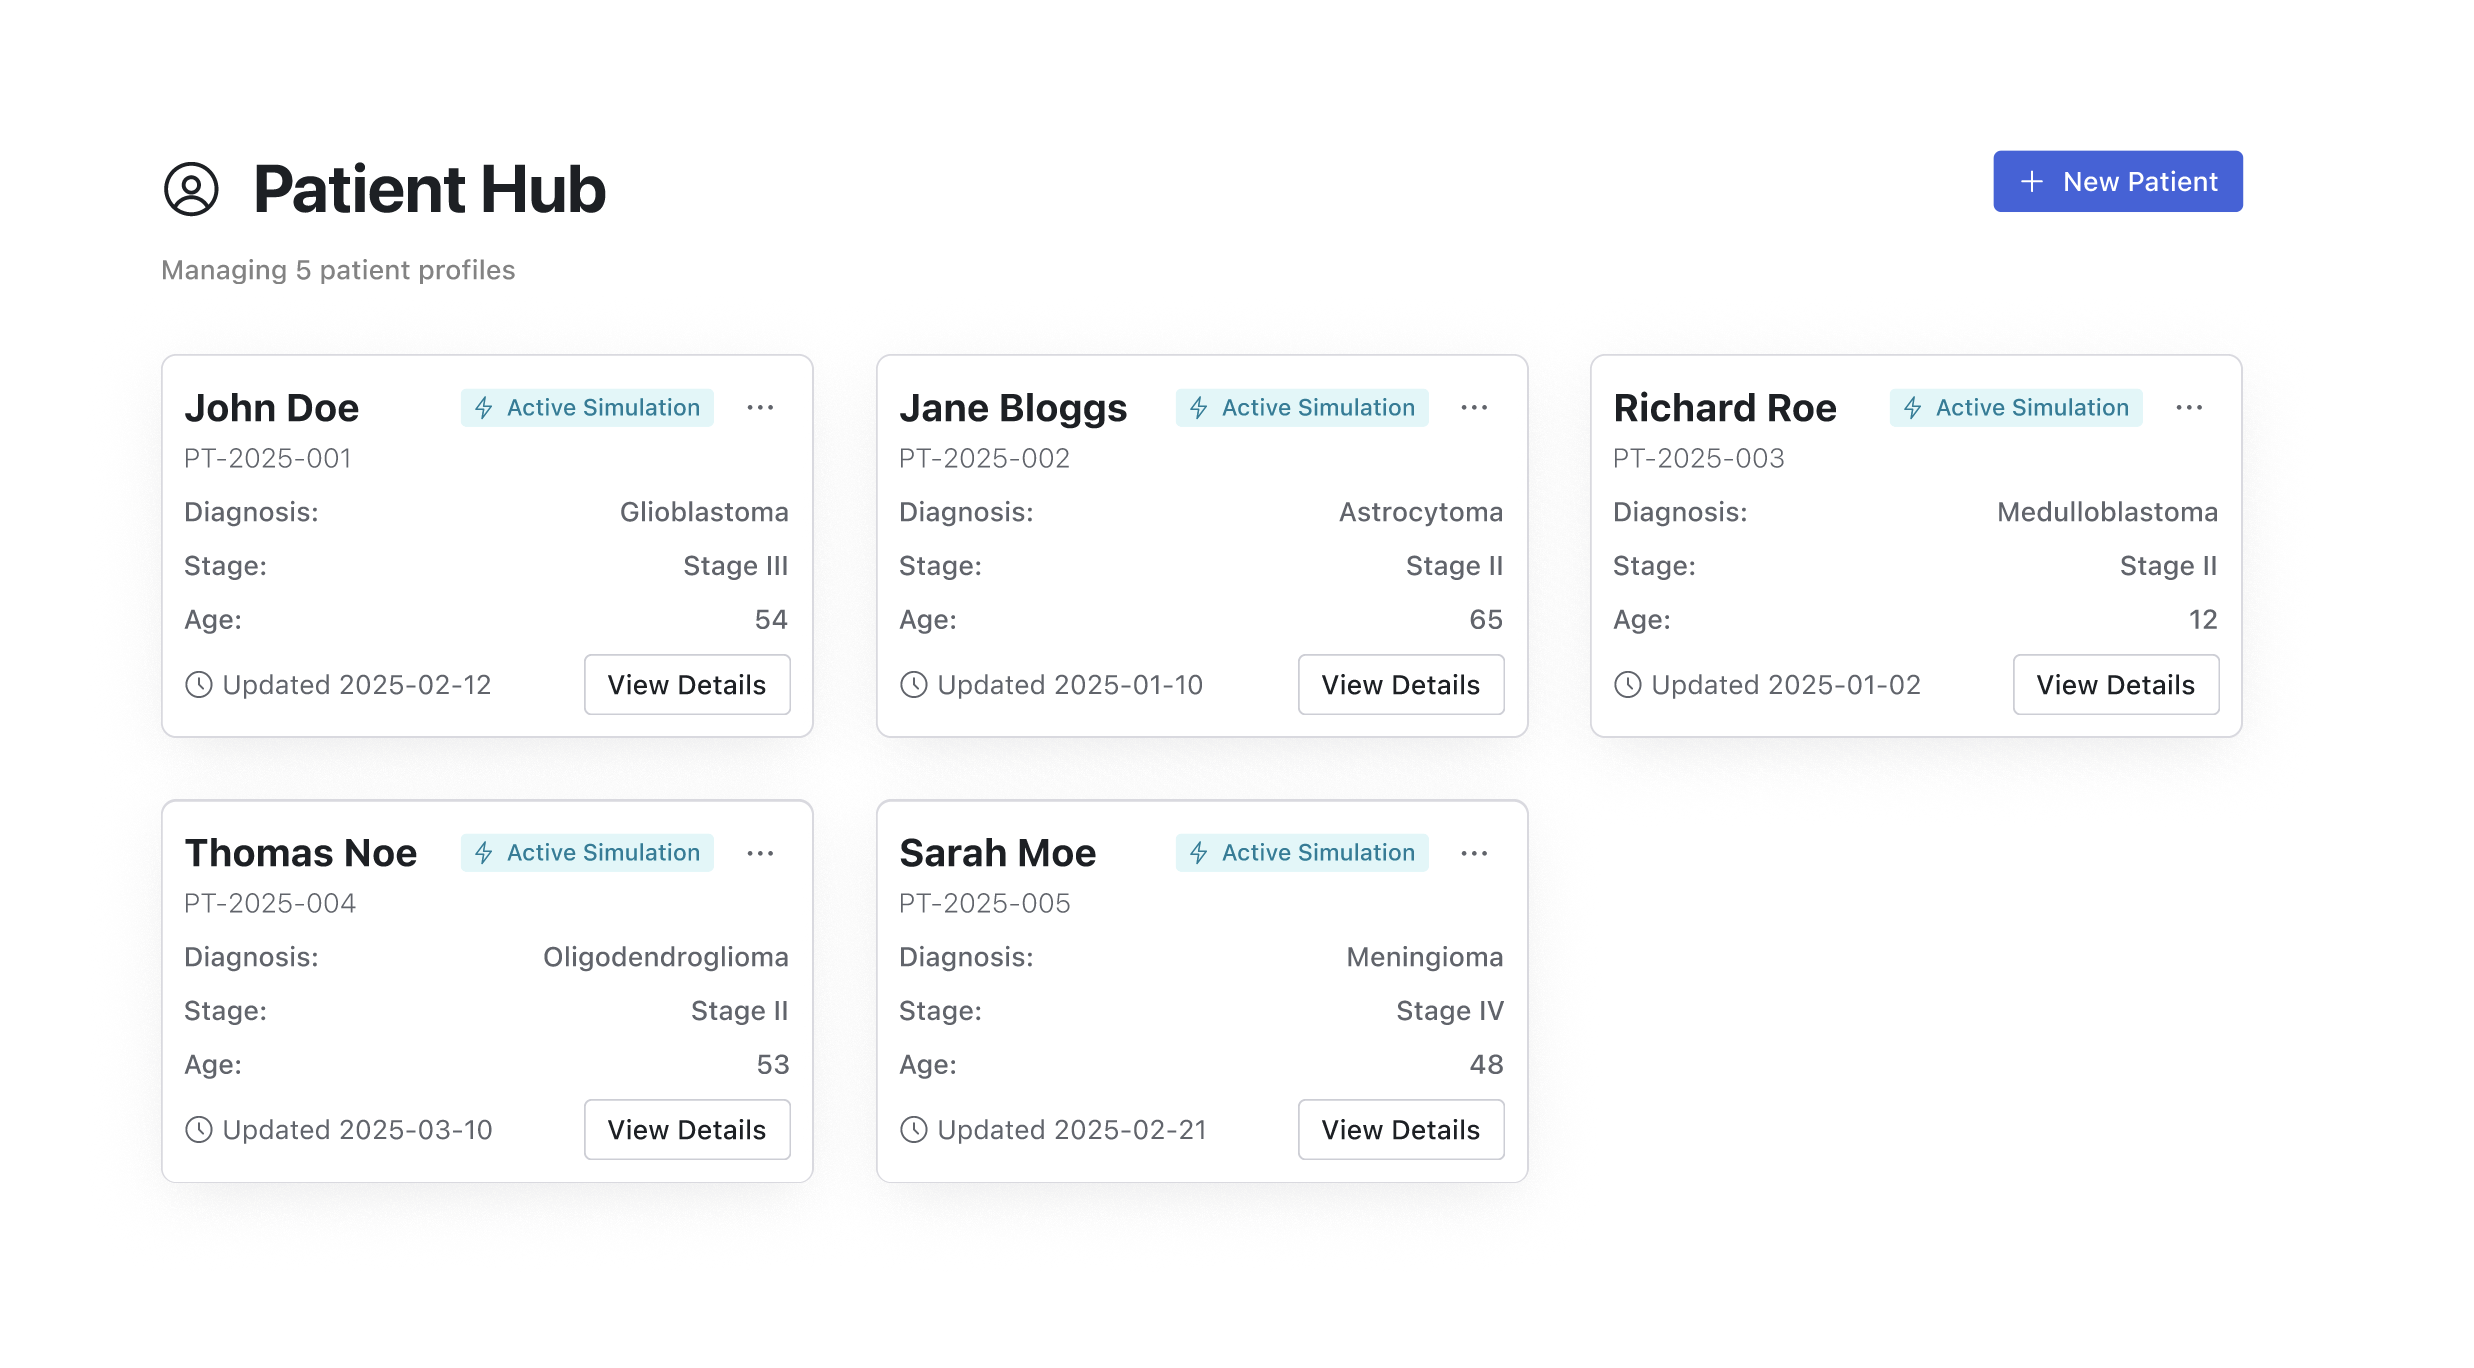 Patient Hub
+ New Patient
Managing 5 patient profiles
John Doe
Active Simulation
...
PT-2025-001
Diagnosis: Glioblastoma
Stage: Stage III
Age: 54
Updated 2025-02-12
View Details
Jane Bloggs
Active Simulation
...
PT-2025-002
Diagnosis: Astrocytoma
Stage: Stage II
Age: 65
Updated 2025-01-10
View Details
Richard Roe
Active Simulation
...
PT-2025-003
Diagnosis: Medulloblastoma
Stage: Stage II
Age: 12
Updated 2025-01-02
View Details
Thomas Noe
Active Simulation
...
PT-2025-004
Diagnosis: Oligodendroglioma
Stage: Stage II
Age: 53
Updated 2025-03-10
View Details
Sarah Moe
Active Simulation
...
PT-2025-005
Diagnosis: Meningioma
Stage: Stage IV
Age: 48
Updated 2025-02-21
View Details